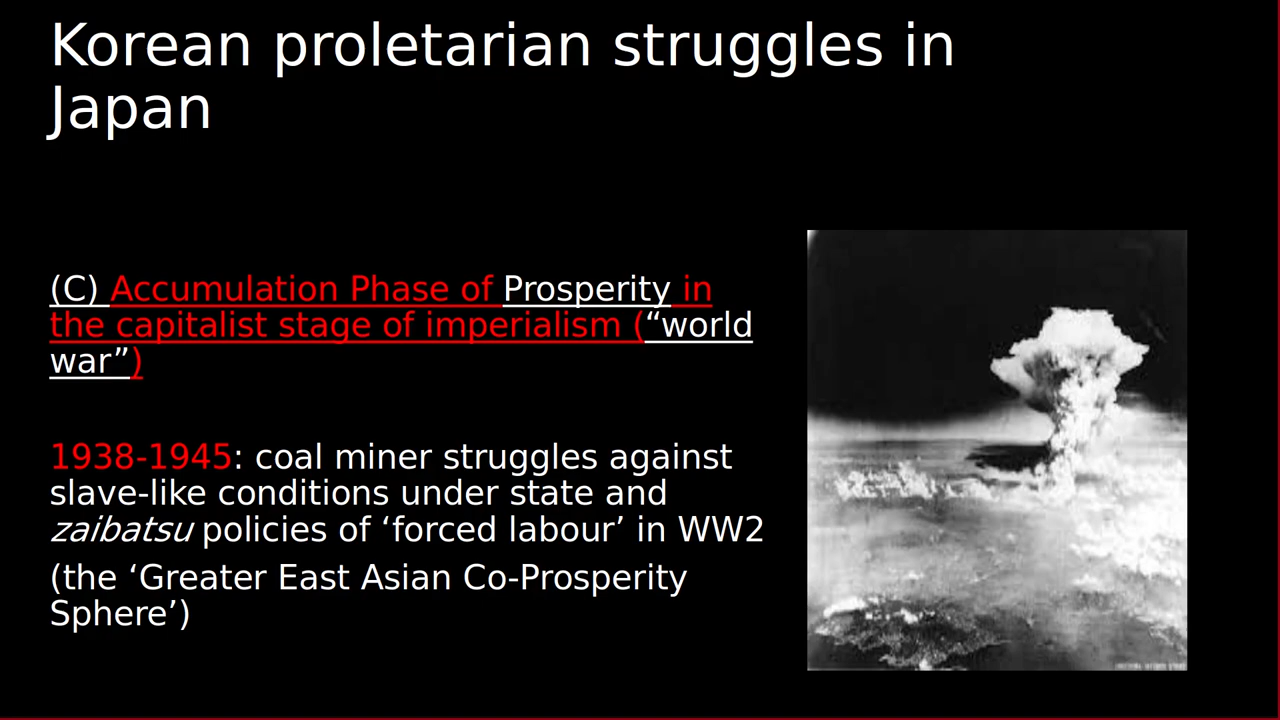 Korean proletarian struggles in
Japan
(C) Accumulation Phase of Prosperity in
the capitalist stage of imperialism (“world
war”)
1938-1945: coal miner struggles against
slave-like conditions under state and
zaibatsu policies of ‘forced labour’ in WW2
(the ‘Greater East Asian Co-Prosperity
Sphere’)